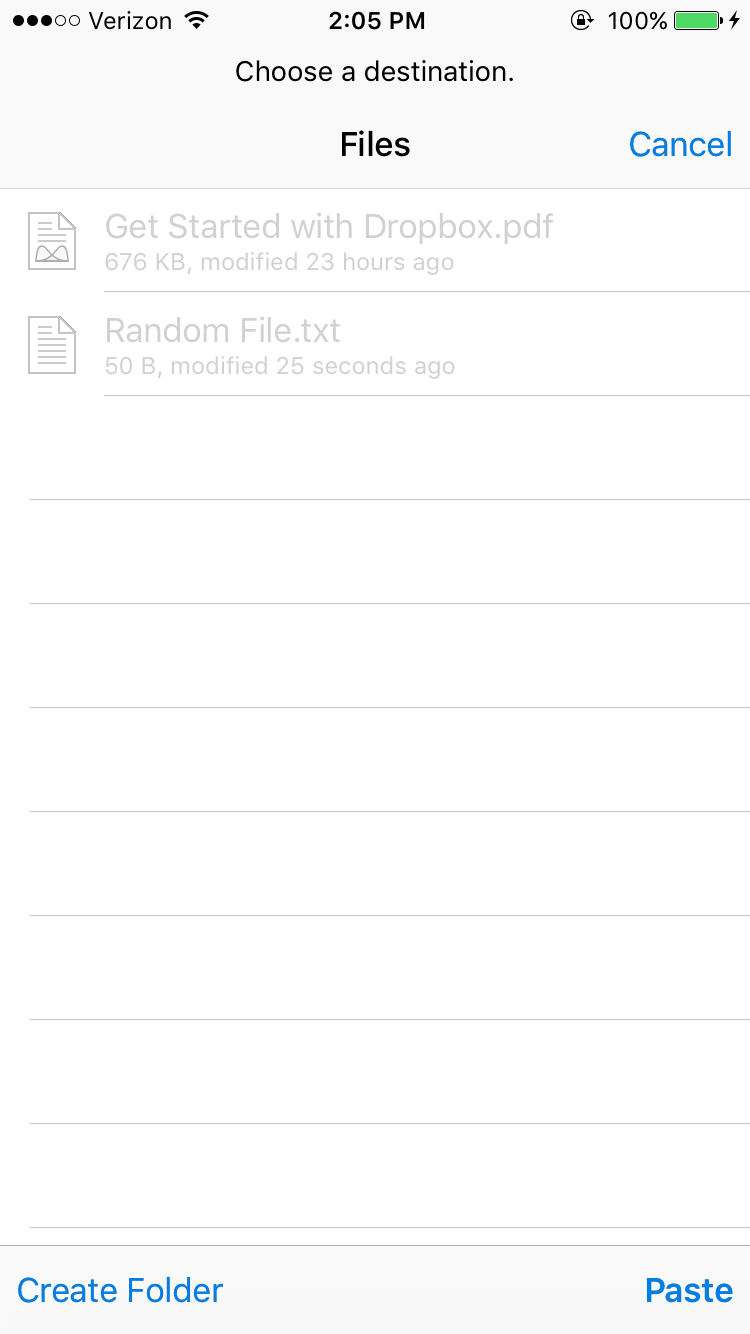 Verizon 2:05 PM 100%
Choose a destination.
Files Cancel
Get Started with Dropbox.pdf
676 KB, modified 23 hours ago
Random File.txt
50 B, modified 25 seconds ago
Create Folder Paste